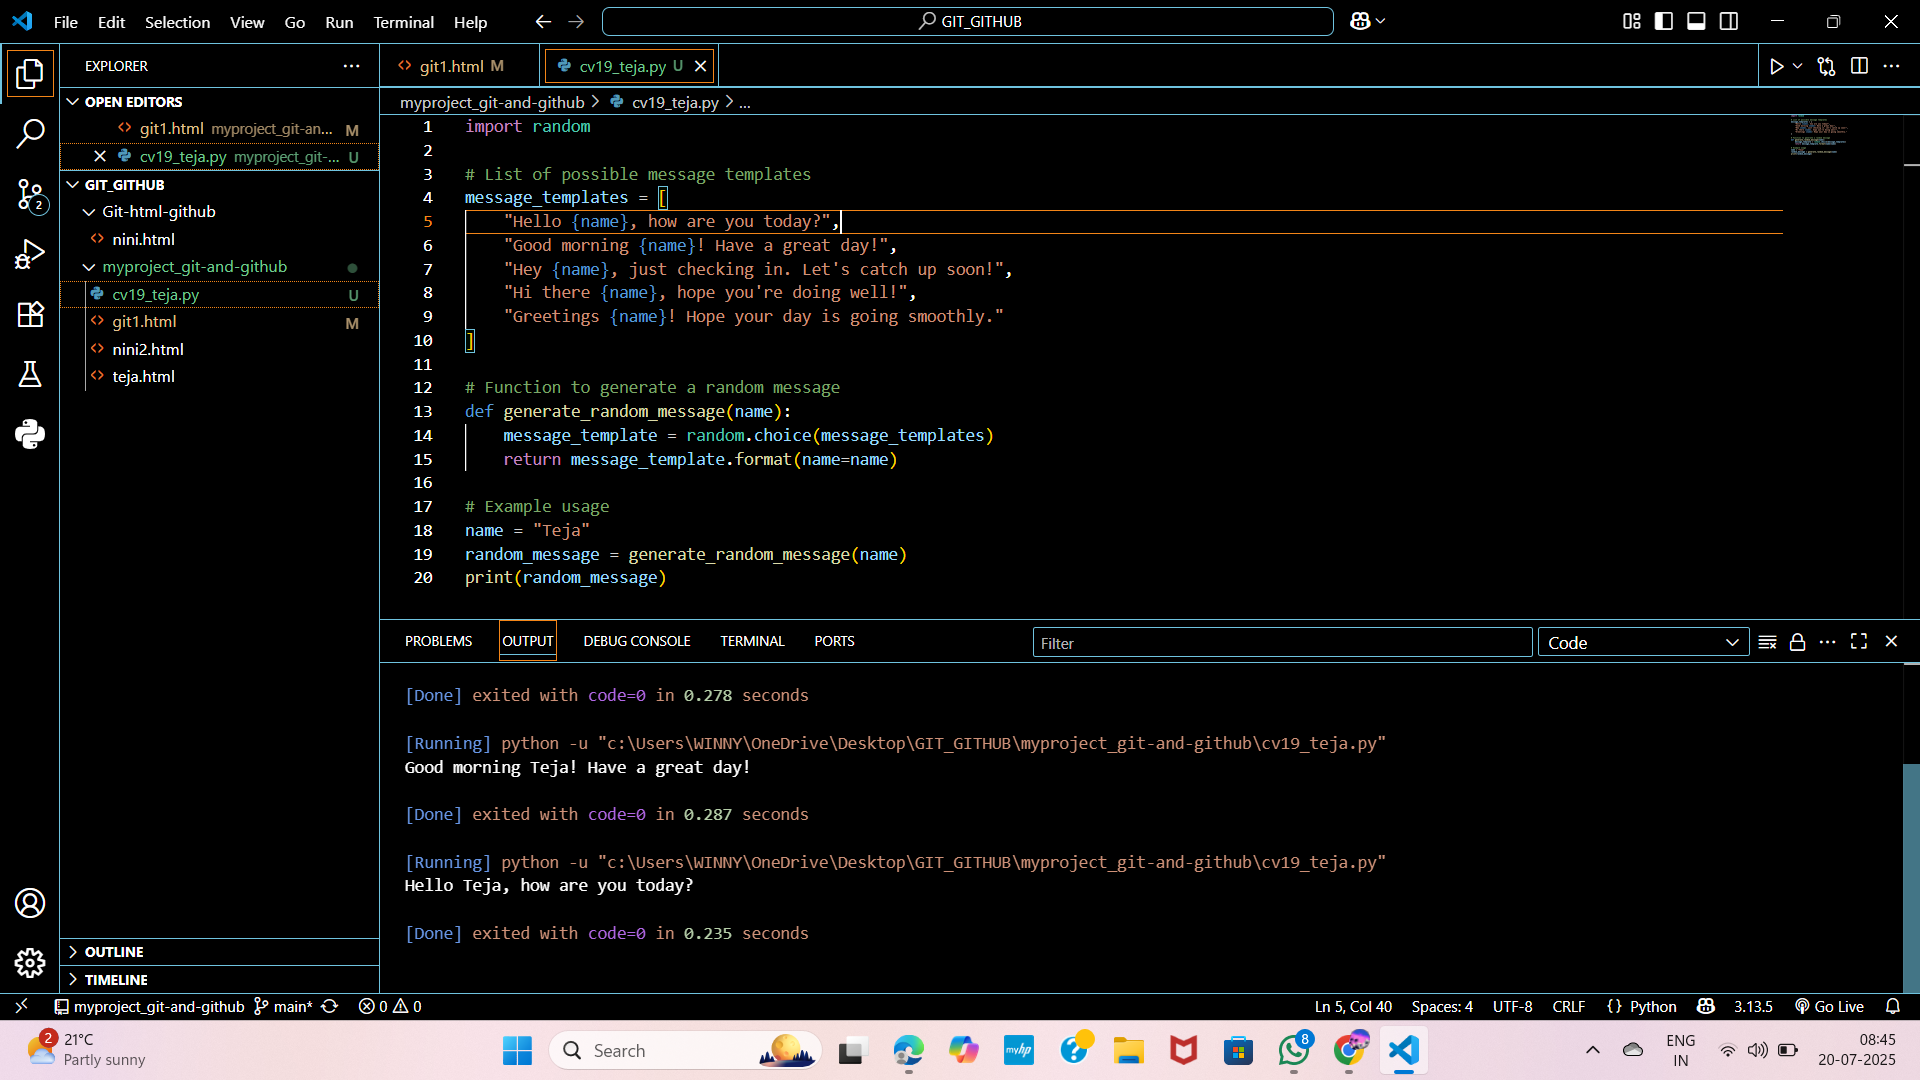 File Edit Selection View Go Run Terminal Help
GIT_GITHUB
EXPLORER
git1.html M
cv19_teja.py U
OPEN EDITORS
git1.html myproject_git-an... M
cv19_teja.py myproject_git-... U
GIT_GITHUB
Git-html-github
nini.html
myproject_git-and-github
cv19_teja.py U
git1.html M
nini2.html
teja.html
2
OUTLINE
TIMELINE
myproject_git-and-github > cv19_teja.py > ...
1 import random
2
3 # List of possible message templates
4 message_templates = [
5 "Hello {name}, how are you today?",
6 "Good morning {name}! Have a great day!",
7 "Hey {name}, just checking in. Let's catch up soon!",
8 "Hi there {name}, hope you're doing well!",
9 "Greetings {name}! Hope your day is going smoothly."
10 ]
11
12 # Function to generate a random message
13 def generate_random_message(name):
14 message_template = random.choice(message_templates)
15 return message_template.format(name=name)
16
17 # Example usage
18 name = "Teja"
19 random_message = generate_random_message(name)
20 print(random_message)
PROBLEMS OUTPUT DEBUG CONSOLE TERMINAL PORTS
Filter
Code
[Done] exited with code=0 in 0.278 seconds
[Running] python -u "c:\Users\WINNY\OneDrive\Desktop\GIT_GITHUB\myproject_git-and-github\cv19_teja.py"
Good morning Teja! Have a great day!
[Done] exited with code=0 in 0.287 seconds
[Running] python -u "c:\Users\WINNY\OneDrive\Desktop\GIT_GITHUB\myproject_git-and-github\cv19_teja.py"
Hello Teja, how are you today?
[Done] exited with code=0 in 0.235 seconds
myproject_git-and-github main* 0 0
Ln 5, Col 40 Spaces: 4 UTF-8 CRLF {} Python 3.13.5 Go Live
2
21°C
Partly sunny
Search
myhp
8
ENG
IN
08:45
20-07-2025